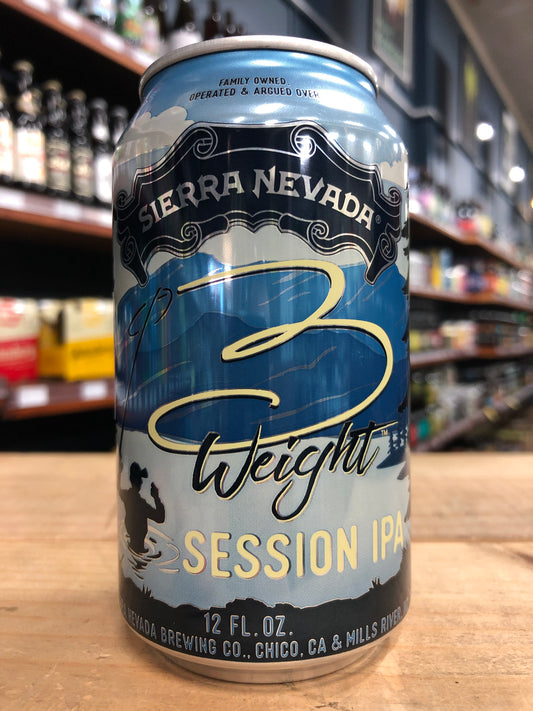 FAMILY OWNED,
OPERATED & ARGUED OVER
SIERRA NEVADA®
3
Weight™
SESSION IPA
12 FL. OZ.
NEVADA BREWING CO., CHICO, CA & MILLS RIVER,